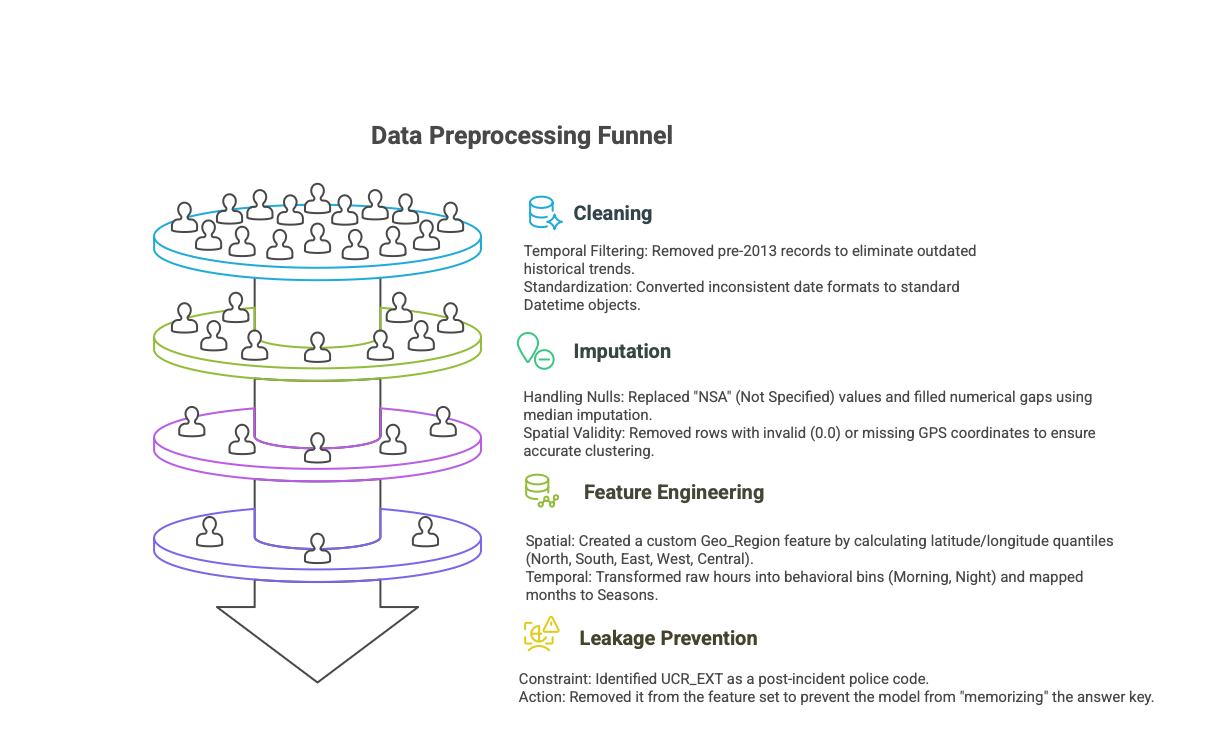 Data Preprocessing Funnel
Cleaning
Temporal Filtering: Removed pre-2013 records to eliminate outdated
historical trends.
Standardization: Converted inconsistent date formats to standard
Datetime objects.
Imputation
Handling Nulls: Replaced "NSA" (Not Specified) values and filled numerical gaps using
median imputation.
Spatial Validity: Removed rows with invalid (0.0) or missing GPS coordinates to ensure
accurate clustering.
Feature Engineering
Spatial: Created a custom Geo_Region feature by calculating latitude/longitude quantiles
(North, South, East, West, Central).
Temporal: Transformed raw hours into behavioral bins (Morning, Night) and mapped
months to Seasons.
Leakage Prevention
Constraint: Identified UCR_EXT as a post-incident police code.
Action: Removed it from the feature set to prevent the model from "memorizing" the answer key.